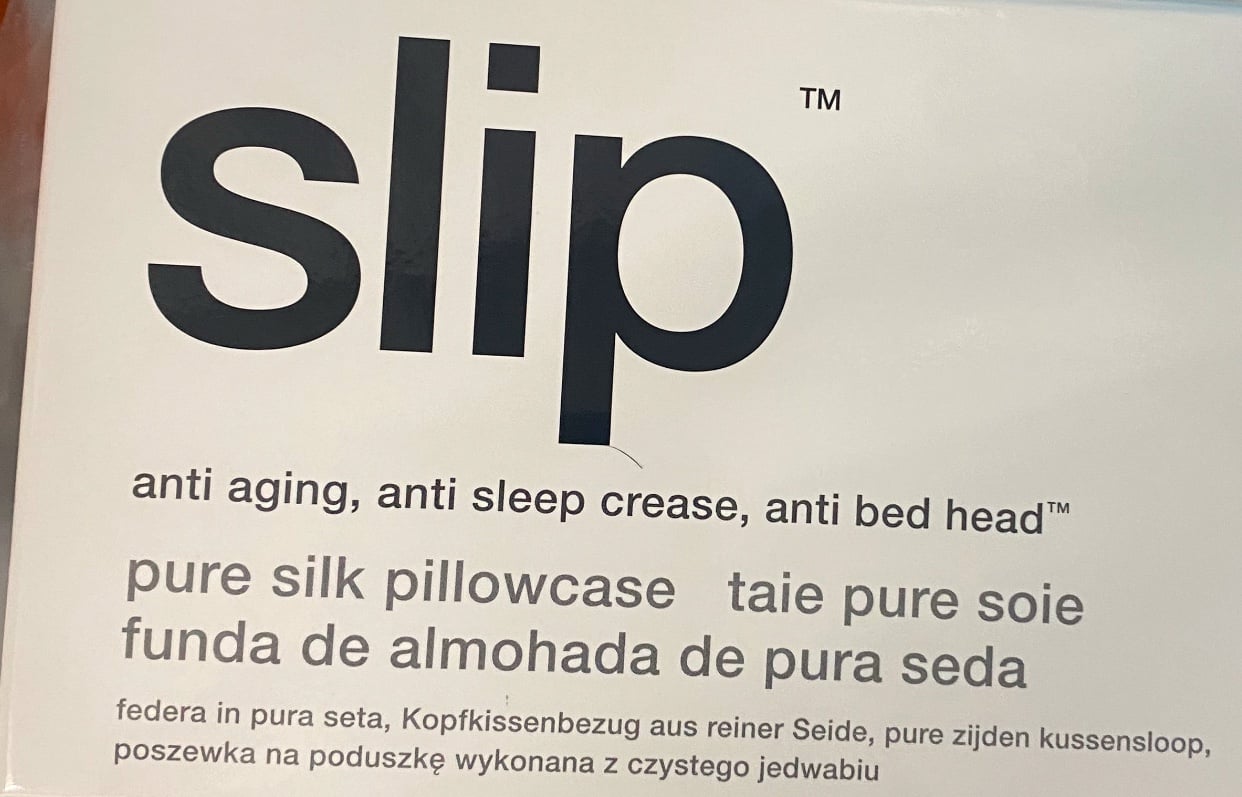 slip™
anti aging, anti sleep crease, anti bed head™
pure silk pillowcase taie pure soie
funda de almohada de pura seda
federa in pura seta, Kopfkissenbezug aus reiner Seide, pure zijden kussensloop,
poszewka na poduszkę wykonana z czystego jedwabiu